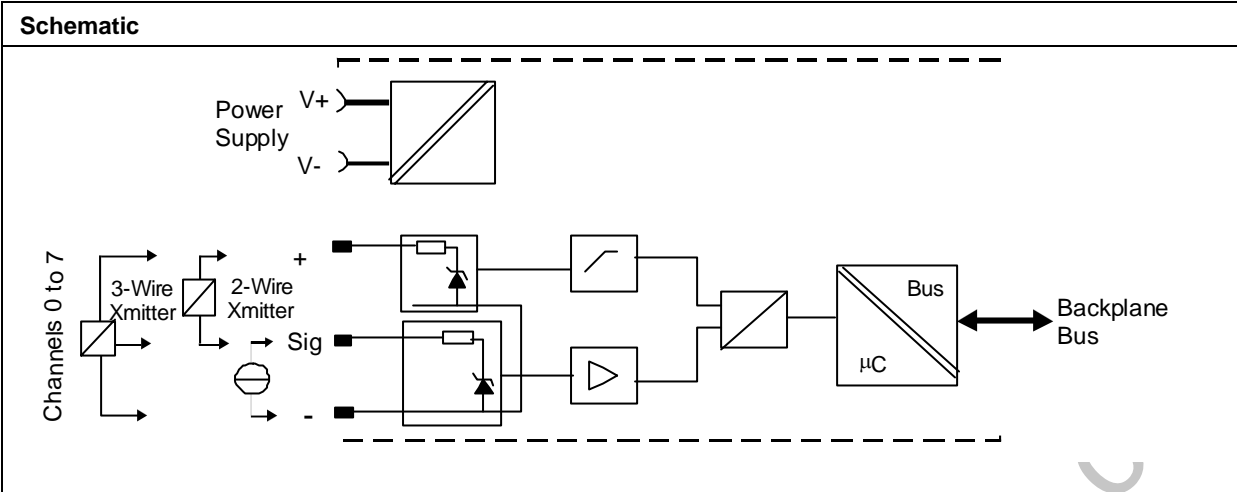 Schematic
Power
Supply
V+
V-
Channels 0 to 7
3-Wire
Xmitter
2-Wire
Xmitter
+
Sig
-
Bus
μC
Backplane
Bus